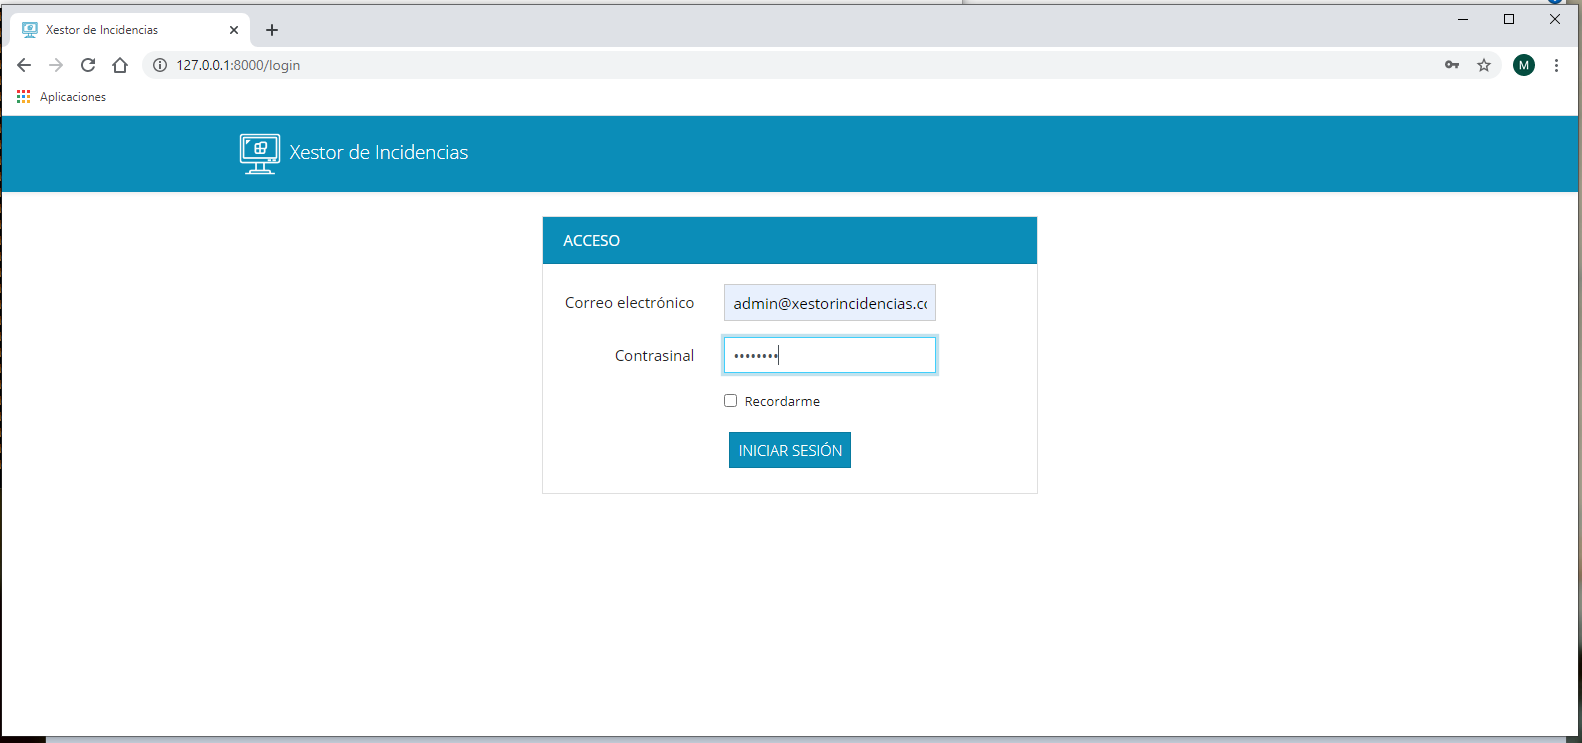 Xestor de Incidencias
127.0.0.1:8000/login
M
Aplicaciones
Xestor de Incidencias
ACCESO
Correo electrónico
admin@xestorincidencias.co
Contrasinal
••••••••
Recordarme
INICIAR SESIÓN